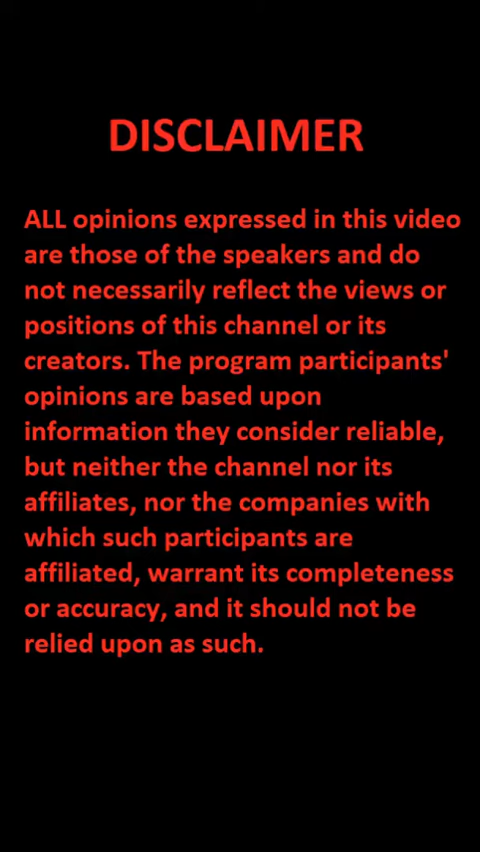 DISCLAIMER
ALL opinions expressed in this video
are those of the speakers and do
not necessarily reflect the views or
positions of this channel or its
creators. The program participants'
opinions are based upon
information they consider reliable,
but neither the channel nor its
affiliates, nor the companies with
which such participants are
affiliated, warrant its completeness
or accuracy, and it should not be
relied upon as such.